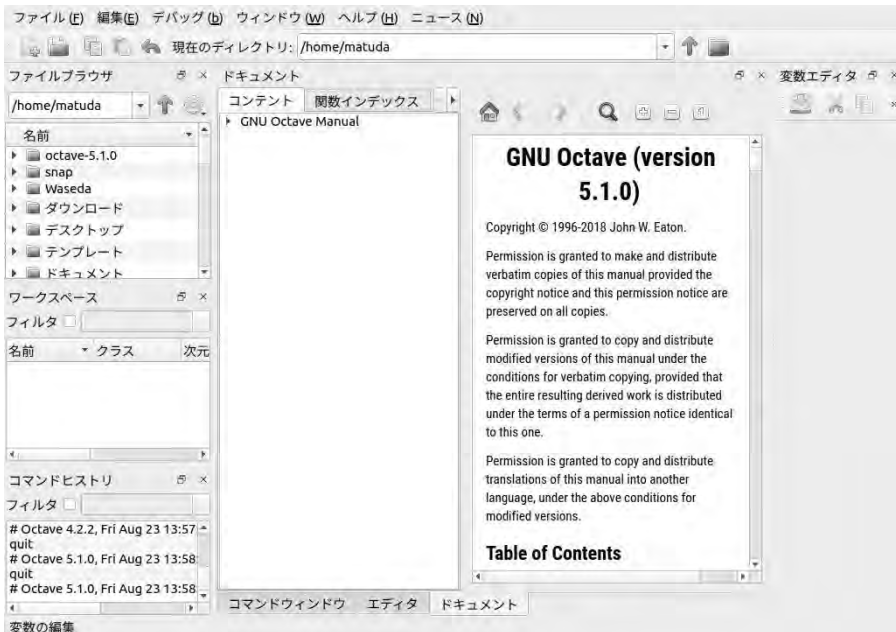 ファイル(F) 編集(E) デバッグ(b) ウィンドウ(W) ヘルプ(H) ニュース(N)
現在のディレクトリ: /home/matuda
ファイルブラウザ
/home/matuda
名前
octave-5.1.0
snap
Waseda
ダウンロード
デスクトップ
テンプレート
ドキュメント
ワークスペース
フィルタ
名前 クラス 次元
コマンドヒストリ
フィルタ
# Octave 4.2.2, Fri Aug 23 13:57
quit
# Octave 5.1.0, Fri Aug 23 13:58
quit
# Octave 5.1.0, Fri Aug 23 13:58
変数の編集
ドキュメント
コンテント 関数インデックス
GNU Octave Manual
GNU Octave (version
5.1.0)
Copyright © 1996-2018 John W. Eaton.
Permission is granted to make and distribute
verbatim copies of this manual provided the
copyright notice and this permission notice are
preserved on all copies.
Permission is granted to copy and distribute
modified versions of this manual under the
conditions for verbatim copying, provided that
the entire resulting derived work is distributed
under the terms of a permission notice identical
to this one.
Permission is granted to copy and distribute
translations of this manual into another
language, under the above conditions for
modified versions.
Table of Contents
コマンドウィンドウ エディタ ドキュメント
変数エディタ